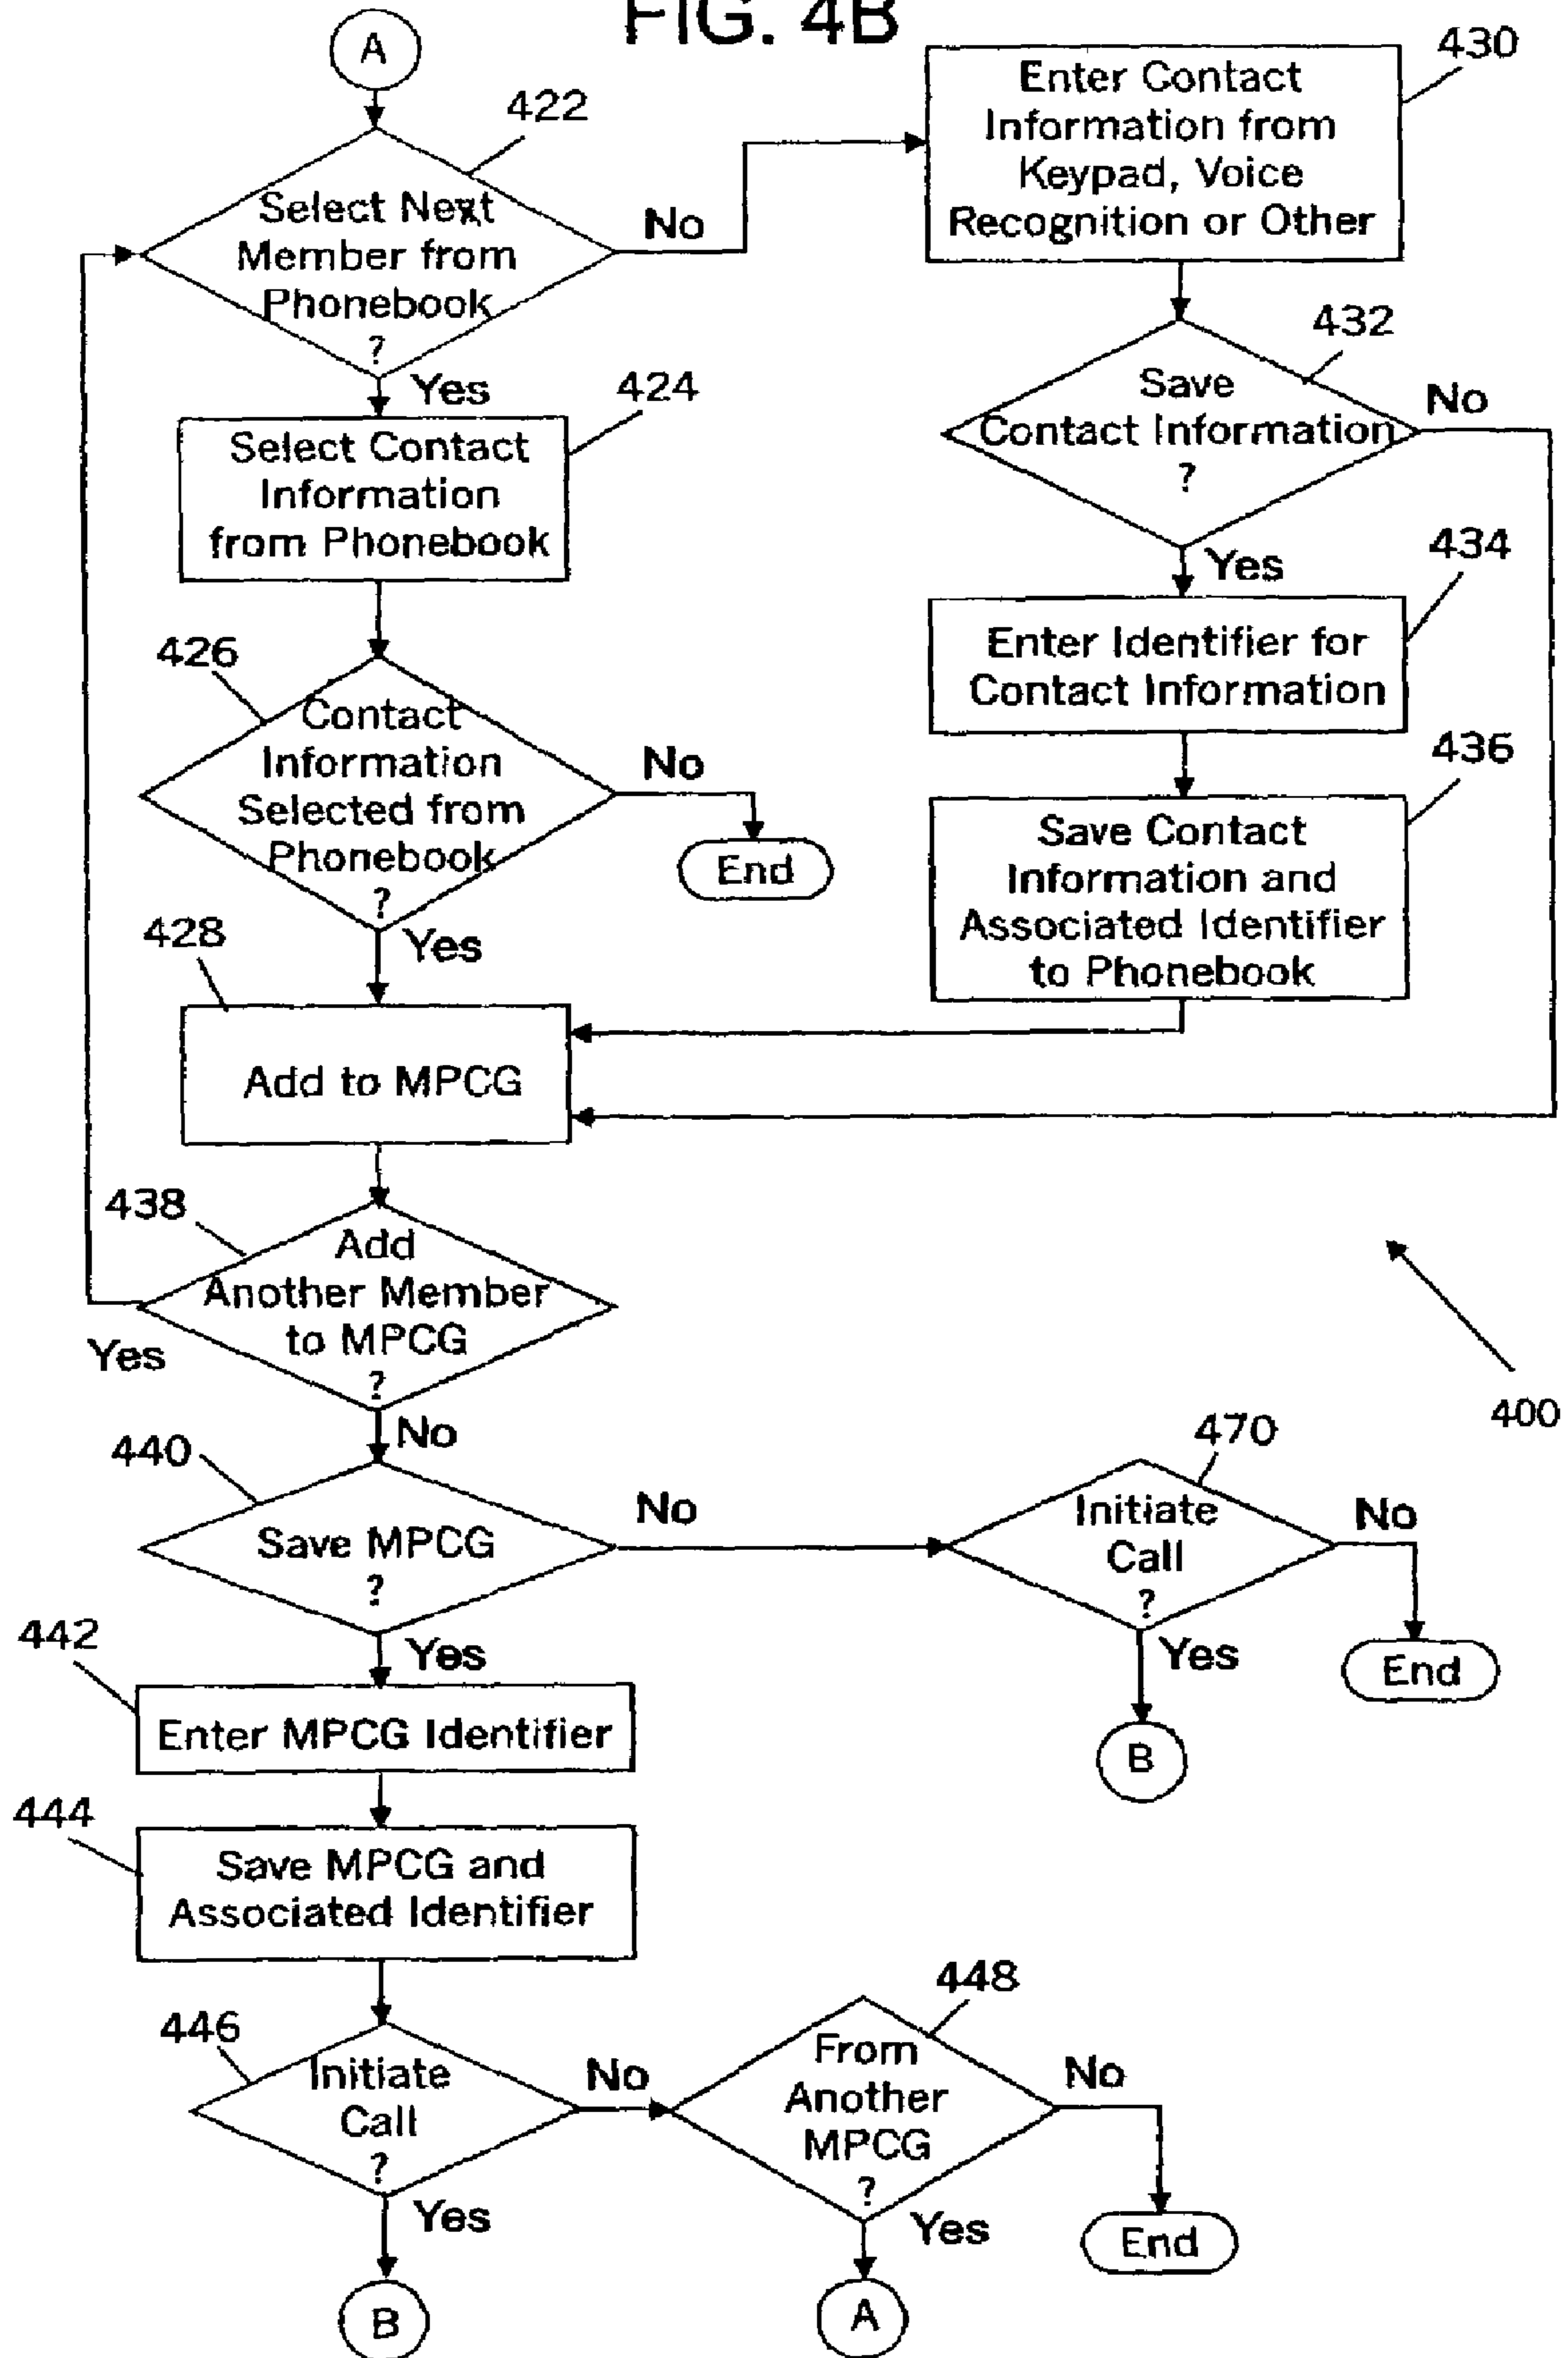 FIG. 4B
A
422
Select Next
Member from
Phonebook
?
No
Yes
430
Enter Contact
Information from
Keypad, Voice
Recognition or Other
432
Save
Contact Information
?
No
Yes
424
Select Contact
Information
from Phonebook
434
Enter Identifier for
Contact Information
426
Contact
Information
Selected from
Phonebook
?
No
End
Yes
436
Save Contact
Information and
Associated Identifier
to Phonebook
428
Add to MPCG
438
Add
Another Member
to MPCG
?
Yes
No
400
440
Save MPCG
?
No
Yes
470
Initiate
Call
?
No
End
Yes
B
442
Enter MPCG Identifier
444
Save MPCG and
Associated Identifier
446
Initiate
Call
?
No
Yes
B
448
From
Another
MPCG
?
No
End
Yes
A